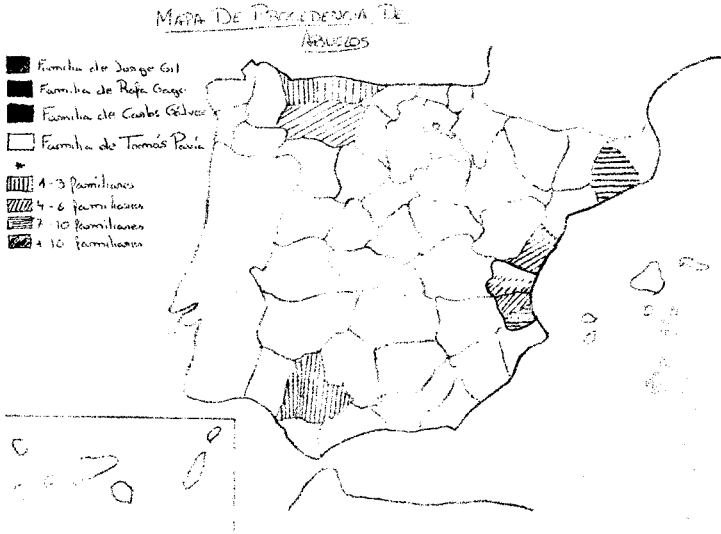 MAPA DE PROCEDENCIA DE
ABUELOS
Familia de Jorge Gil
Familia de Rafa Gago
Familia de Carlos
Familia de Tomás Pavía
*
1-3 familiares
4-6 familiares
7-10 familiares
+10 familiares